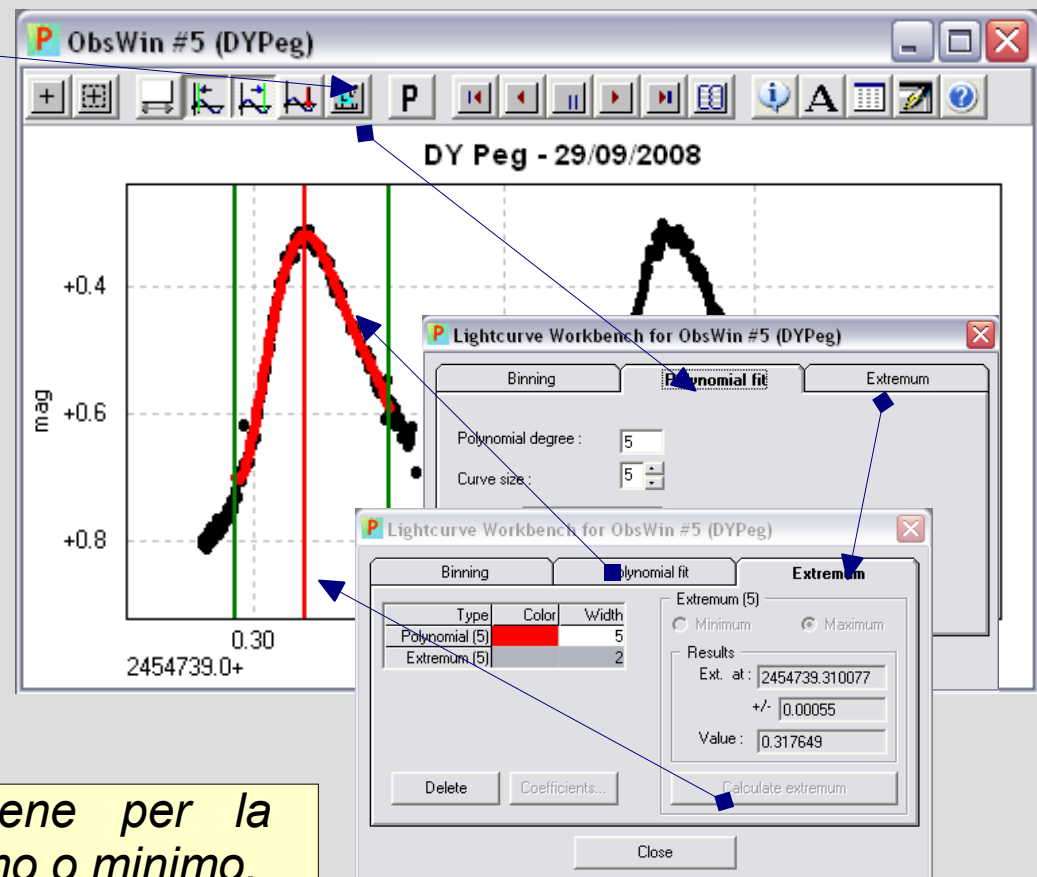 ObsWin #5 (DYPeg)
P
A
DY Peg - 29/09/2008
+0.4
+0.6
+0.8
mag
0.30
2454739.0+
Lightcurve Workbench for ObsWin #5 (DYPeg)
Binning
Polynomial fit
Extremum
Polynomial degree :
5
Curve size :
5
Lightcurve Workbench for ObsWin #5 (DYPeg)
Binning
Polynomial fit
Extremum
Type Color Width
Polynomial (5) 5
Extremum (5) 2
Extremum (5)
Minimum Maximum
Results
Ext. at : 2454739.310077
+/- 0.00055
Value : 0.317649
Delete
Coefficients...
Calculate extremum
Close
per la
o minimo.